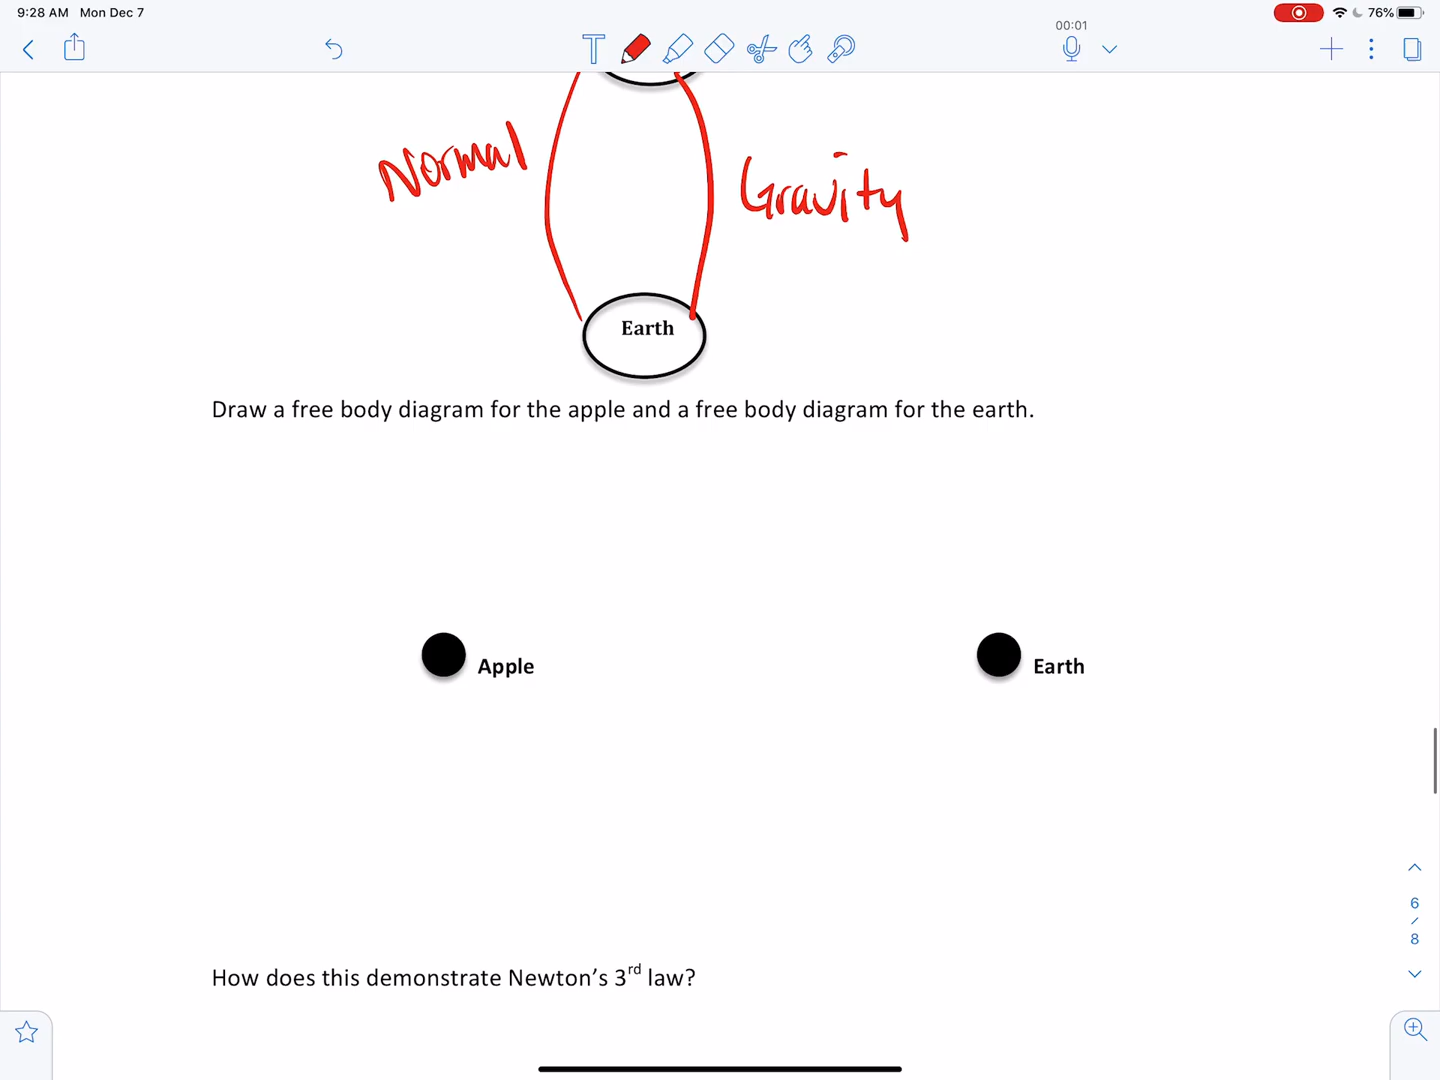 9:28 AM Mon Dec 7
76%
T
00:01
Normal
Gravity
Earth
Draw a free body diagram for the apple and a free body diagram for the earth.
Apple
Earth
6
/
8
How does this demonstrate Newton’s 3rd law?